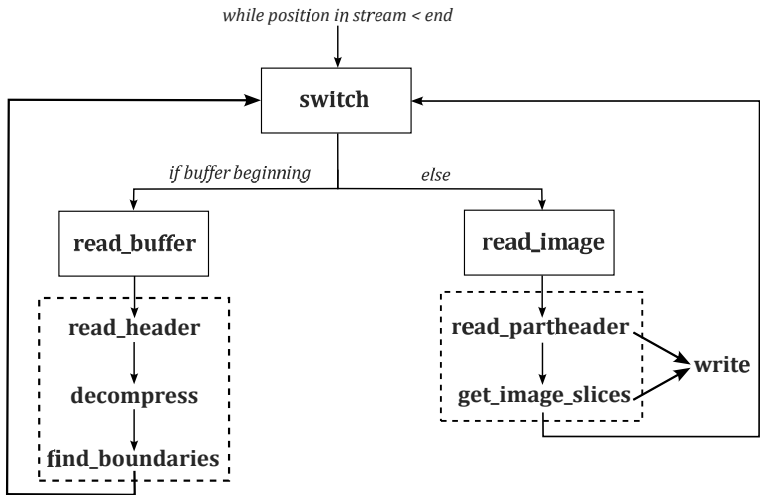 while position in stream < end
switch
if buffer beginning
else
read_buffer
read_image
read_header
decompress
find_boundaries
read_partheader
get_image_slices
write